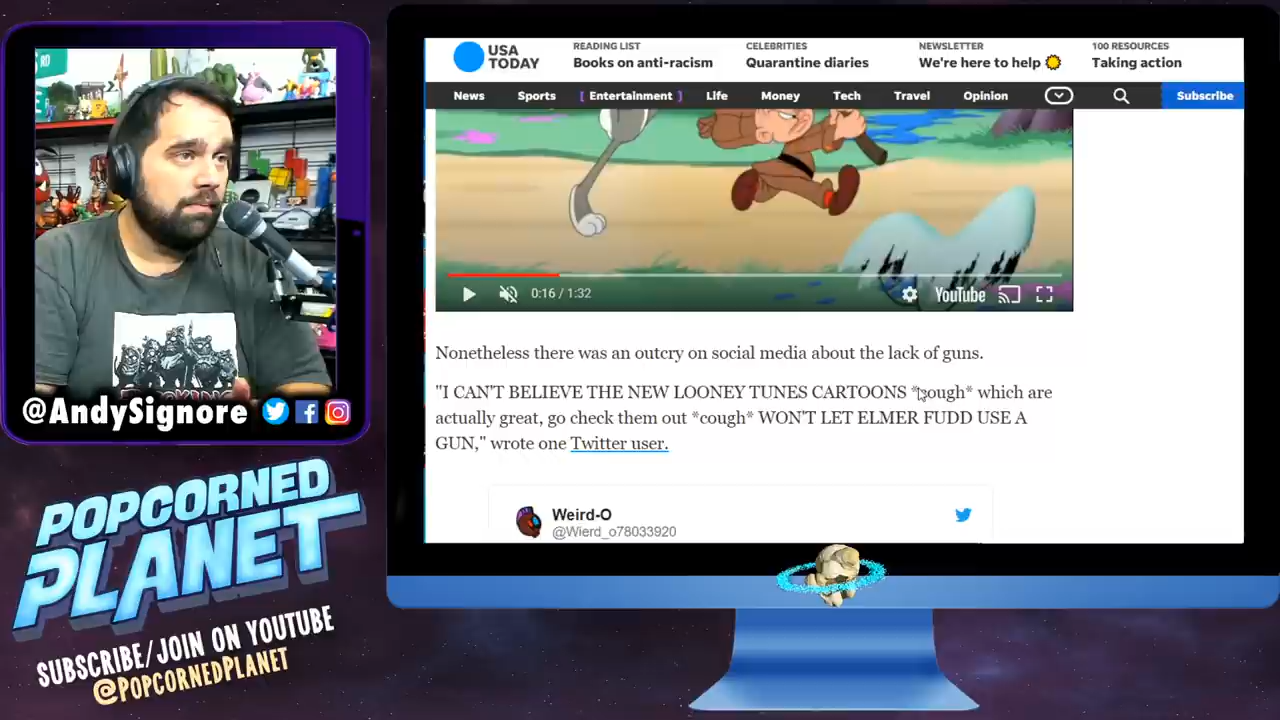 USA
TODAY
READING LIST
Books on anti-racism
CELEBRITIES
Quarantine diaries
NEWSLETTER
We're here to help
100 RESOURCES
Taking action
News Sports [ Entertainment ] Life Money Tech Travel Opinion Subscribe
0:16 / 1:32
YouTube
Nonetheless there was an outcry on social media about the lack of guns.
"I CAN'T BELIEVE THE NEW LOONEY TUNES CARTOONS *cough* which are
actually great, go check them out *cough* WON'T LET ELMER FUDD USE A
GUN," wrote one Twitter user.
Weird-O
@Wierd_o78033920
@AndySignore
POPCORNED
PLANET
SUBSCRIBE/JOIN ON YOUTUBE
@POPCORNEDPLANET